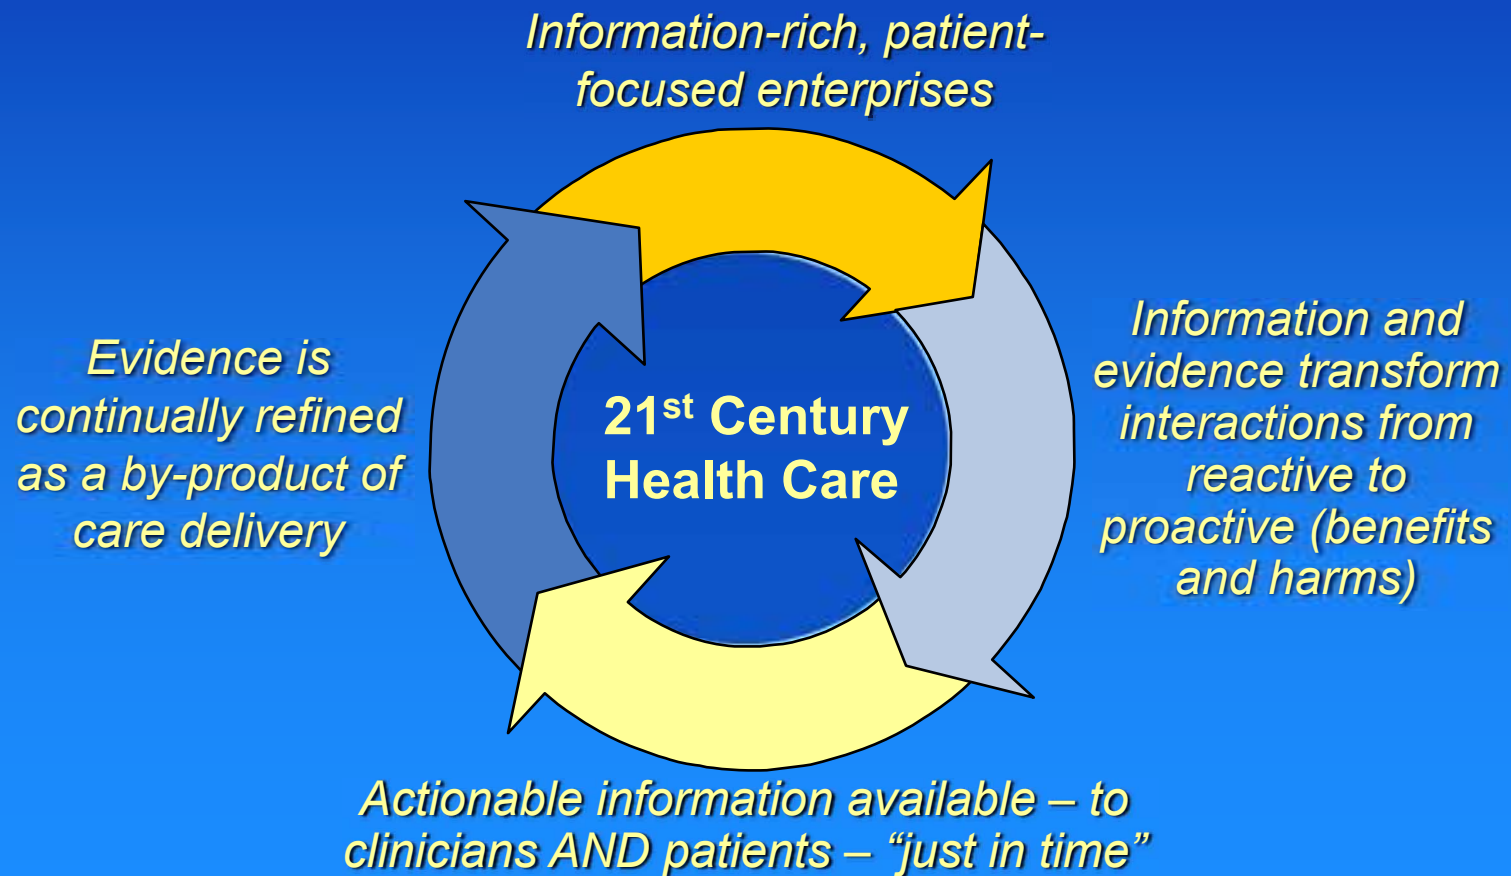 Information-rich, patient-
focused enterprises
Information and
evidence transform
interactions from
reactive to
proactive (benefits
and harms)
Evidence is
continually refined
as a by-product of
care delivery
21st Century
Health Care
Actionable information available – to
clinicians AND patients – “just in time”